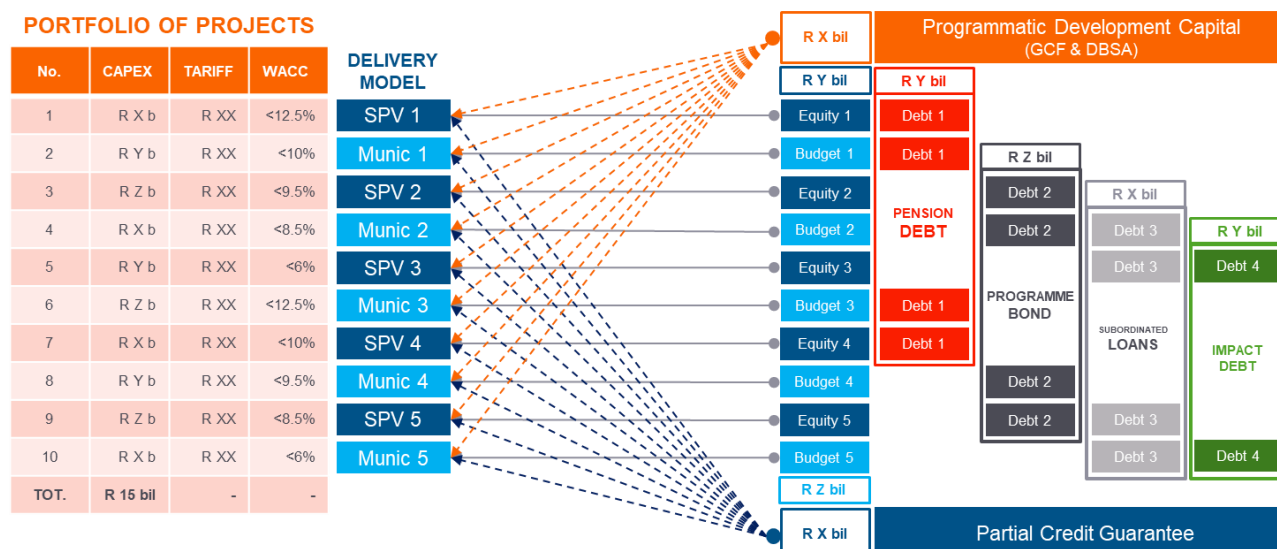 PORTFOLIO OF PROJECTS
No. CAPEX TARIFF WACC
1 R X b R XX <12.5%
2 R Y b R XX <10%
3 R Z b R XX <9.5%
4 R X b R XX <8.5%
5 R Y b R XX <6%
6 R Z b R XX <12.5%
7 R X b R XX <10%
8 R Y b R XX <9.5%
9 R Z b R XX <8.5%
10 R X b R XX <6%
TOT. R 15 bil - -
DELIVERY
MODEL
SPV 1
Munic 1
SPV 2
Munic 2
SPV 3
Munic 3
SPV 4
Munic 4
SPV 5
Munic 5
R X bil
Programmatic Development Capital
(GCF & DBSA)
R Y bil
Equity 1
Budget 1
Equity 2
Budget 2
Equity 3
Budget 3
Equity 4
Budget 4
Equity 5
Budget 5
R Z bil
R Y bil
Debt 1
Debt 1
PENSION
DEBT
Debt 1
Debt 1
R Z bil
Debt 2
Debt 2
PROGRAMME
BOND
Debt 2
Debt 2
R X bil
Debt 3
Debt 3
SUBORDINATED
LOANS
Debt 3
Debt 3
R Y bil
Debt 4
IMPACT
DEBT
Debt 4
R X bil
Partial Credit Guarantee